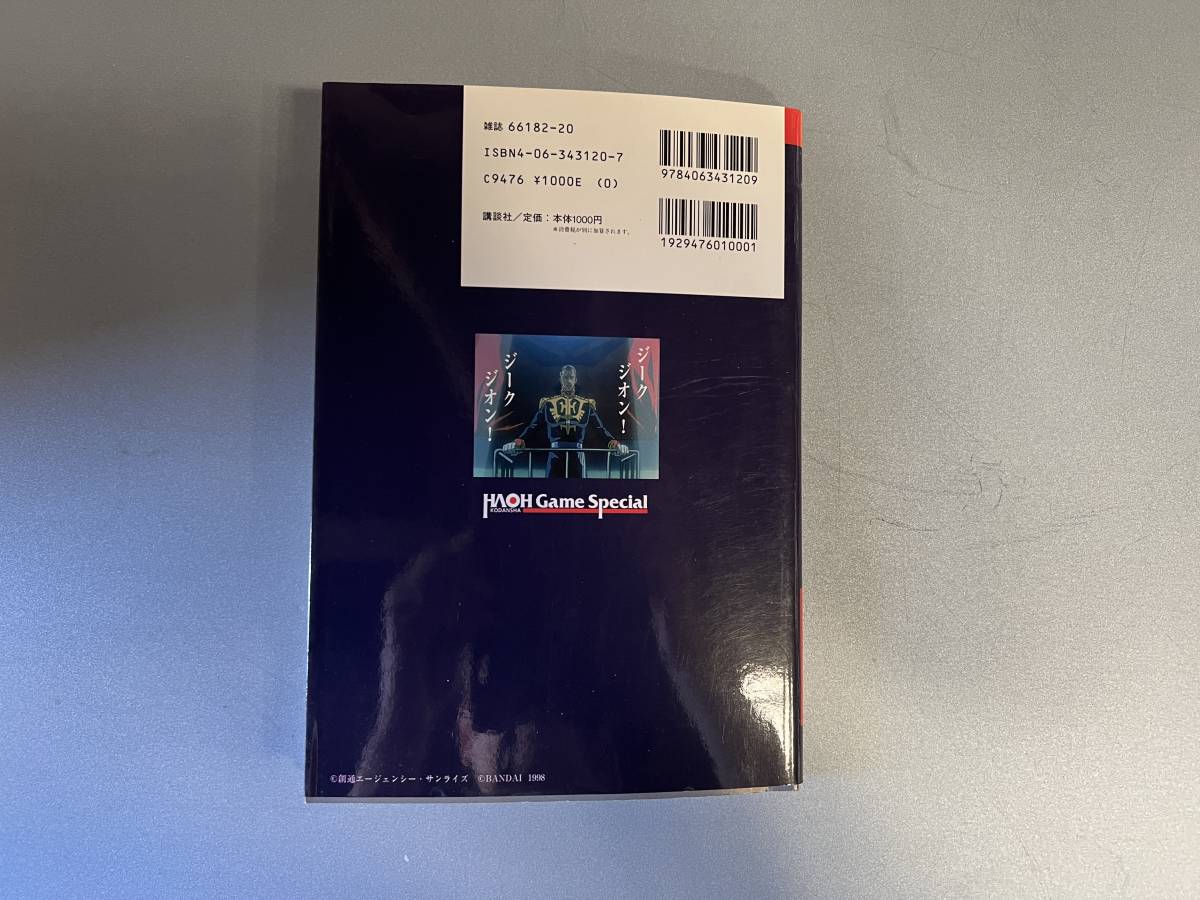 雑誌 66182-20
ISBN4-06-343120-7
C9476 ¥1000E (0)
講談社／定価：本体1000円
＊消費税が別に加算されます。
9784063431209
1929476010001
ジーク
ジオン！
ジーク
ジオン！
HAOH Game Special
KODANSHA
©創通エージェンシー・サンライズ ©BANDAI 1998